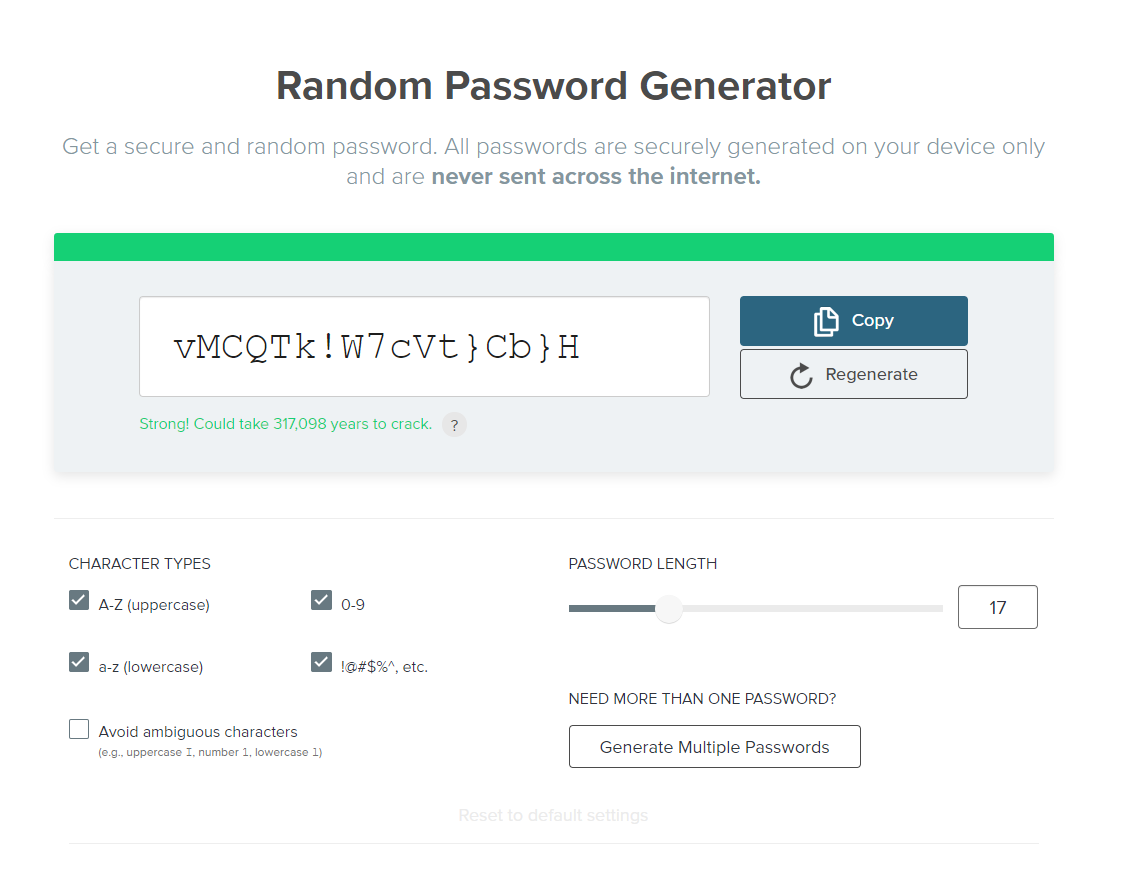 Random Password Generator
Get a secure and random password. All passwords are securely generated on your device only
and are never sent across the internet.
vMCQTk!W7cVt}Cb}H
Copy
Regenerate
Strong! Could take 317,098 years to crack. ?
CHARACTER TYPES
A-Z (uppercase)
0-9
a-z (lowercase)
!@#$%^, etc.
Avoid ambiguous characters
(e.g., uppercase I, number 1, lowercase l)
PASSWORD LENGTH
17
NEED MORE THAN ONE PASSWORD?
Generate Multiple Passwords
Reset to default settings